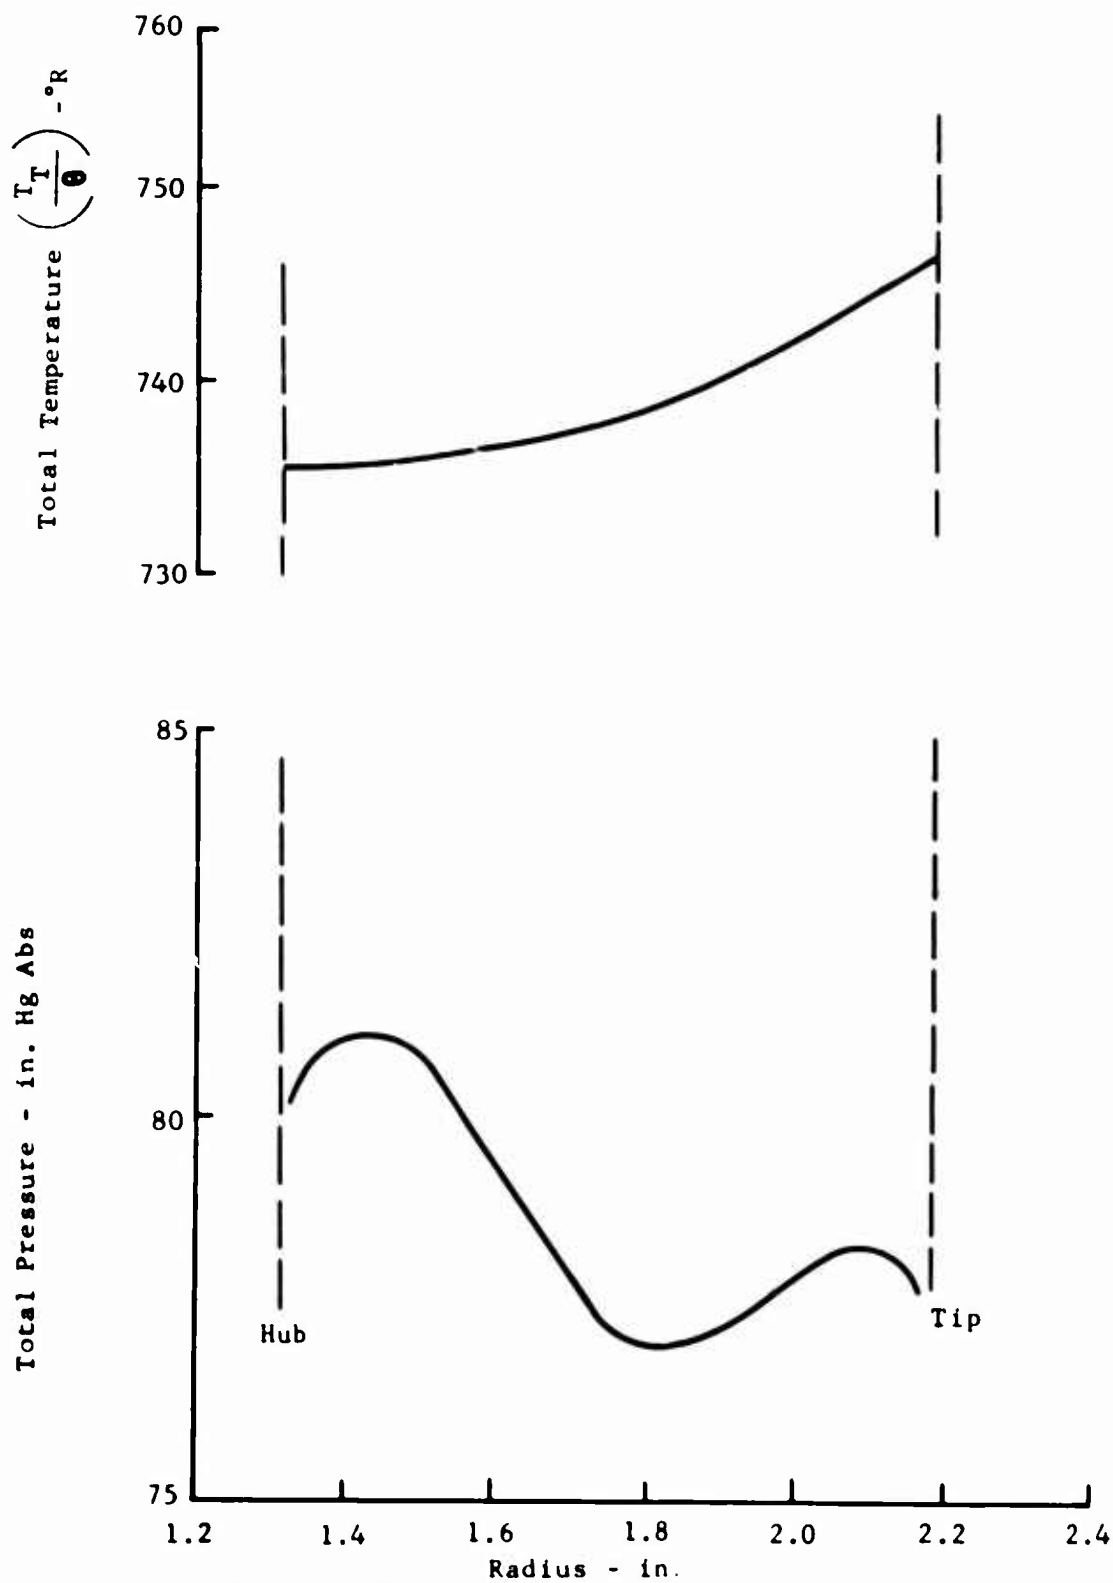 760
750
740
730
Total Temperature (T_T/θ) -°R
85
80
75
Total Pressure - in. Hg Abs
Hub
Tip
1.2 1.4 1.6 1.8 2.0 2.2 2.4
Radius - in.